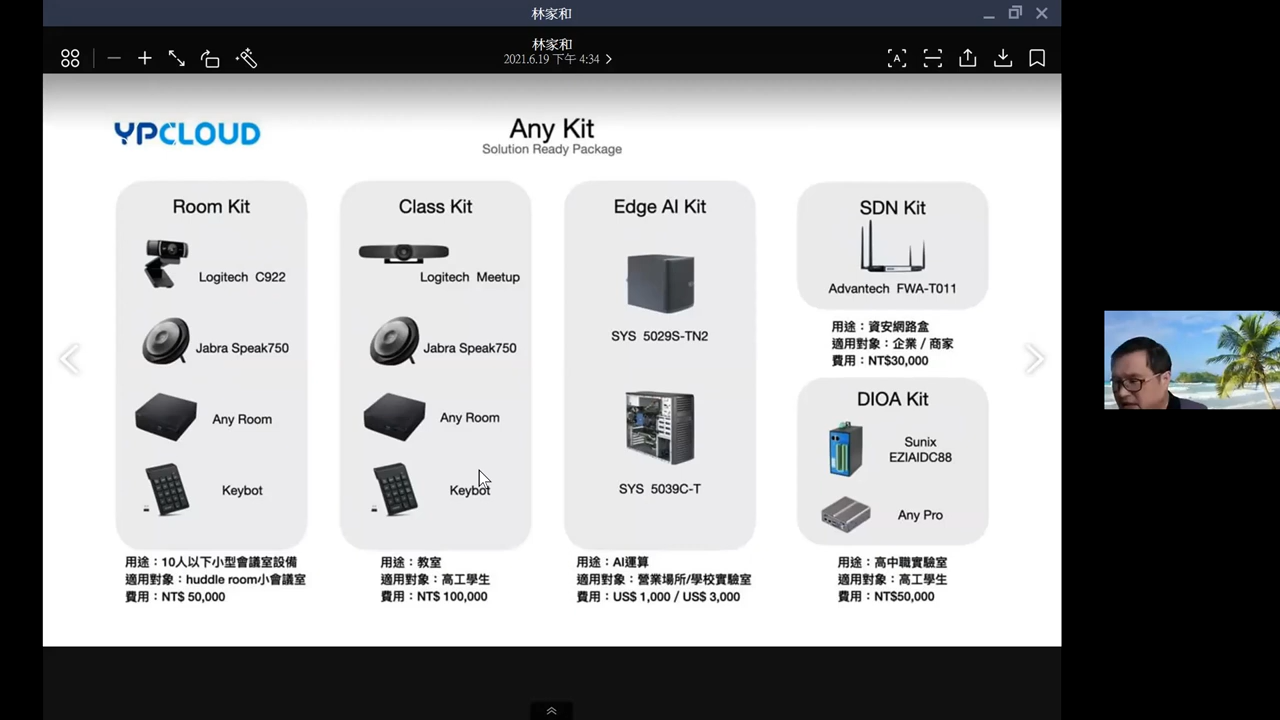 林家和
林家和
2021.6.19 下午 4:34
YPCLOUD
Any Kit
Solution Ready Package
Room Kit
Logitech C922
Jabra Speak750
Any Room
Keybot
用途：10人以下小型會議室設備
適用對象：huddle room小會議室
費用：NT$ 50,000
Class Kit
Logitech Meetup
Jabra Speak750
Any Room
Keybot
用途：教室
適用對象：高工學生
費用：NT$ 100,000
Edge AI Kit
SYS 5029S-TN2
SYS 5039C-T
用途：AI運算
適用對象：營業場所/學校實驗室
費用：US$ 1,000 / US$ 3,000
SDN Kit
Advantech FWA-T011
用途：資安網路盒
適用對象：企業 / 商家
費用：NT$30,000
DIOA Kit
Sunix
EZIAIDC88
Any Pro
用途：高中職實驗室
適用對象：高工學生
費用：NT$50,000